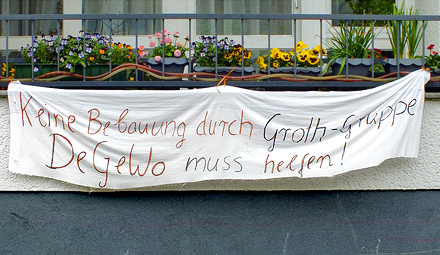 Keine Bebauung durch Groth-Gruppe
DeGeWo muss helfen!